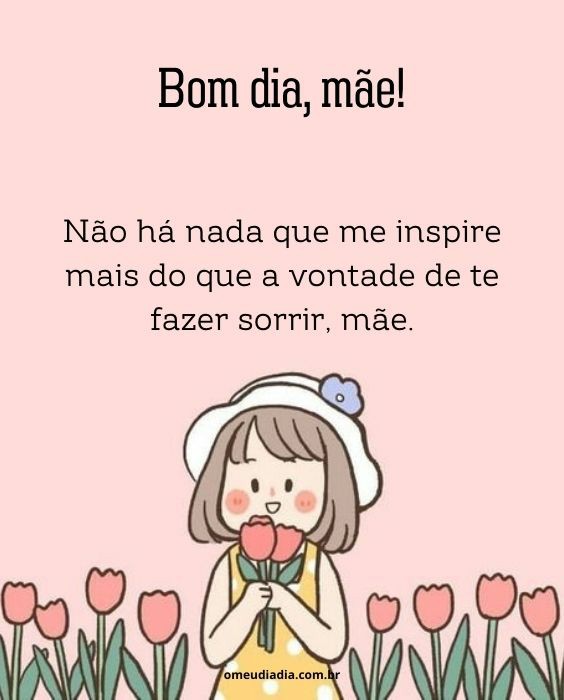 Bom dia, mãe!
Não há nada que me inspire
mais do que a vontade de te
fazer sorrir, mãe.
omeudiadia.com.br